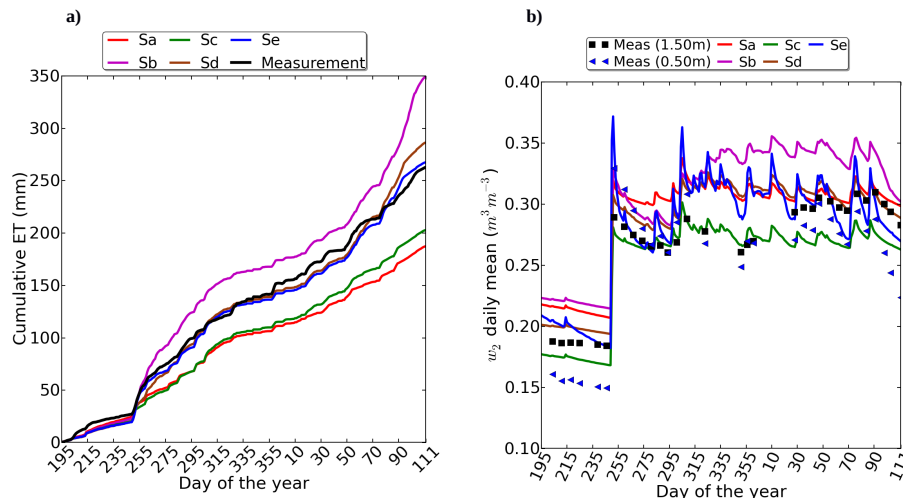 a)
Sa Sc Se
Sb Sd Measurement
350
300
250
200
150
100
50
0
Cumulative ET (mm)
195 215 235 255 275 295 315 335 355 10 30 50 70 90 111
Day of the year
b)
Meas (1.50m) Sa Sc Se
Meas (0.50m) Sb Sd
0.40
0.35
0.30
0.25
0.20
0.15
0.10
w₂ daily mean (m³ m⁻³)
195 215 235 255 275 295 315 335 355 10 30 50 70 90 111
Day of the year